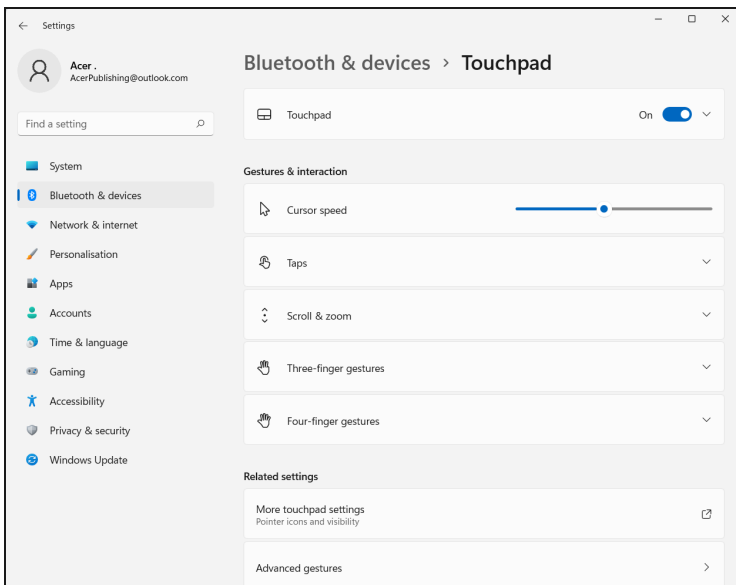 Settings
Acer .
AcerPublishing@outlook.com
Find a setting
System
Bluetooth & devices
Network & internet
Personalisation
Apps
Accounts
Time & language
Gaming
Accessibility
Privacy & security
Windows Update
Bluetooth & devices > Touchpad
Touchpad
On
Gestures & interaction
Cursor speed
Taps
Scroll & zoom
Three-finger gestures
Four-finger gestures
Related settings
More touchpad settings
Pointer icons and visibility
Advanced gestures